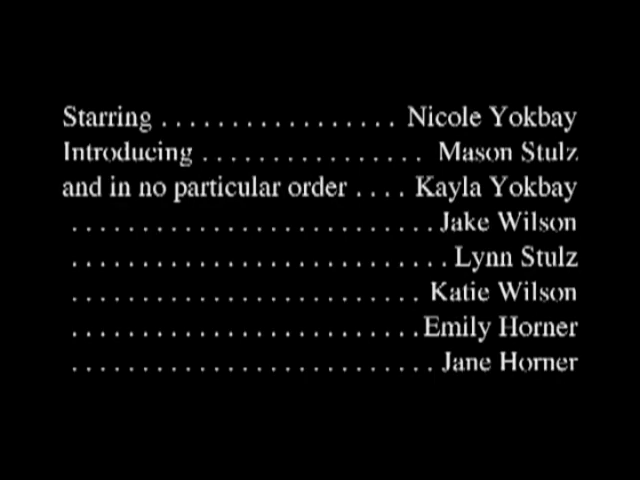 Starring . . . . . . . . . . . . . . . . . Nicole Yokbay
Introducing . . . . . . . . . . . . . . . . Mason Stulz
and in no particular order . . . . Kayla Yokbay
. . . . . . . . . . . . . . . . . . . . . . . . . . Jake Wilson
. . . . . . . . . . . . . . . . . . . . . . . . . . . Lynn Stulz
. . . . . . . . . . . . . . . . . . . . . . . . . Katie Wilson
. . . . . . . . . . . . . . . . . . . . . . . . . Emily Horner
. . . . . . . . . . . . . . . . . . . . . . . . . . Jane Horner